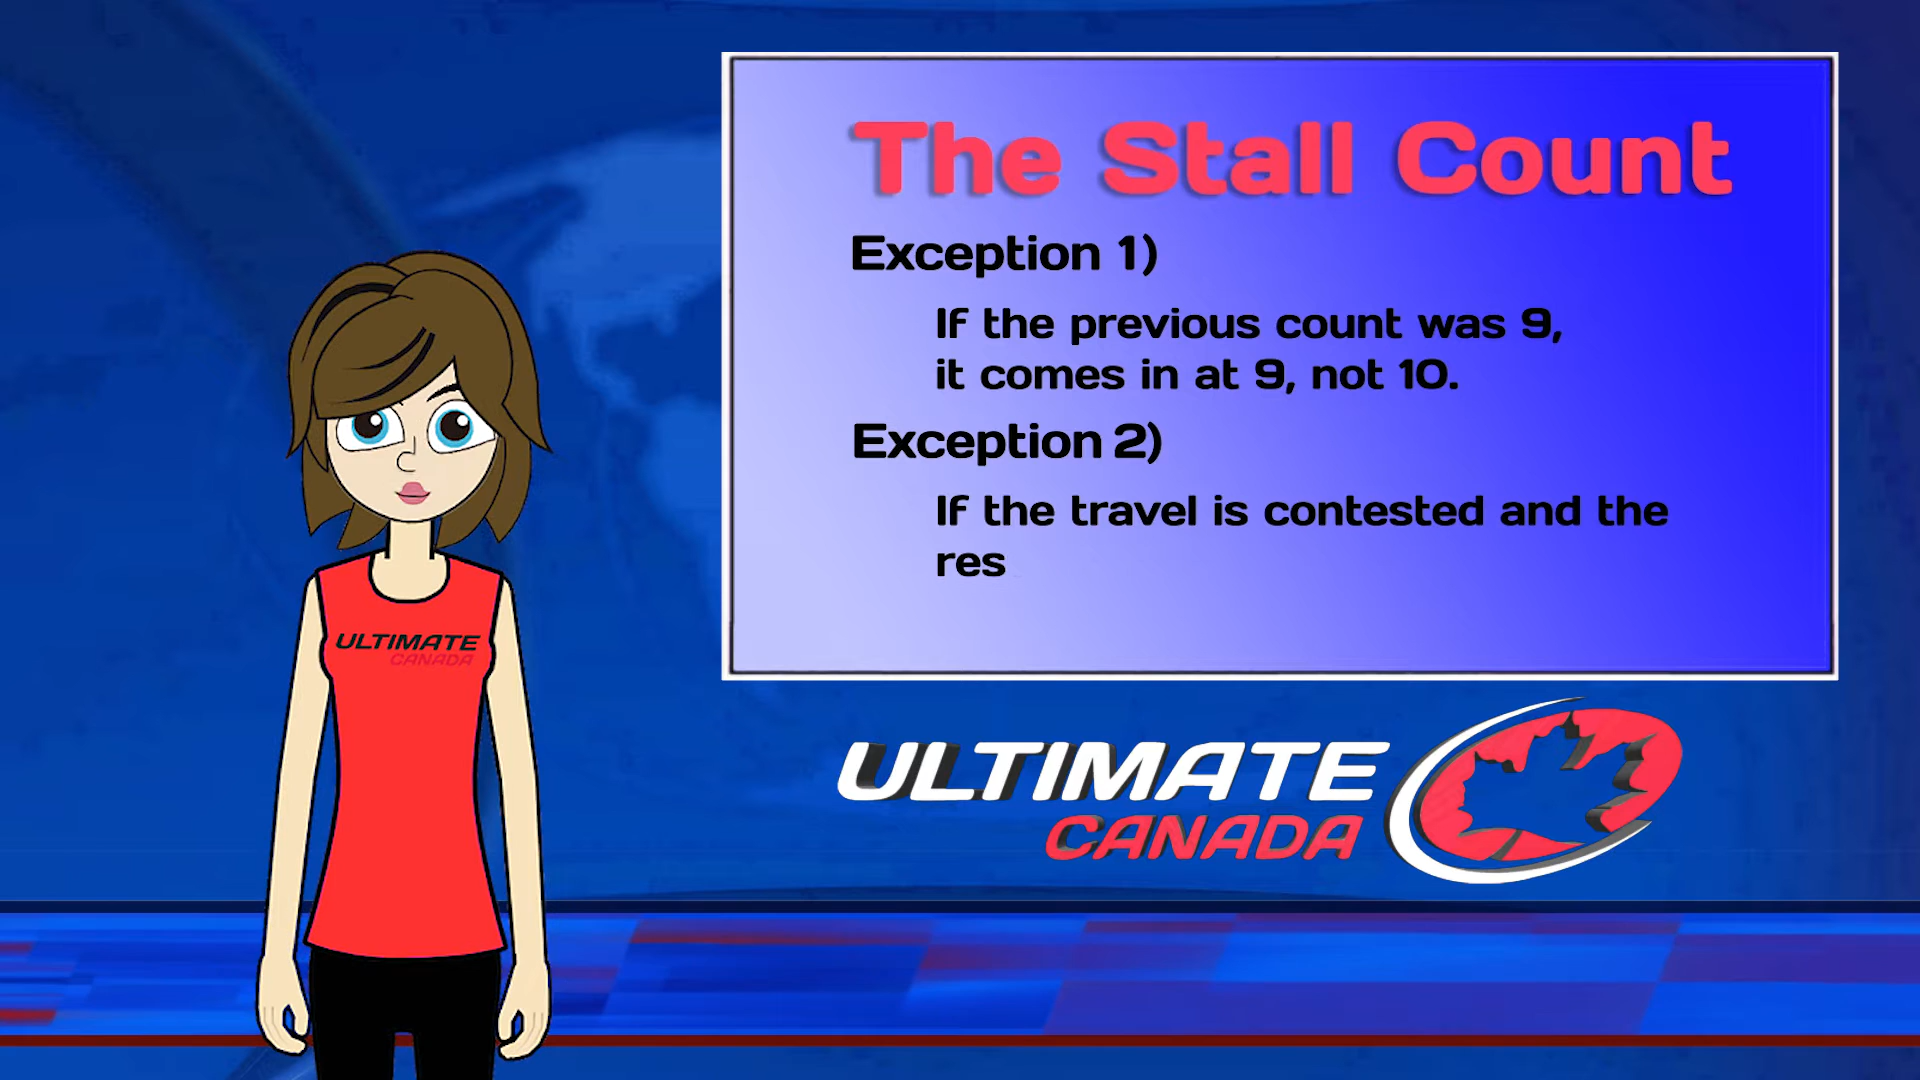 The Stall Count
Exception 1)
If the previous count was 9,
it comes in at 9, not 10.
Exception 2)
If the travel is contested and the
res
ULTIMATE
CANADA
ULTIMATE
CANADA